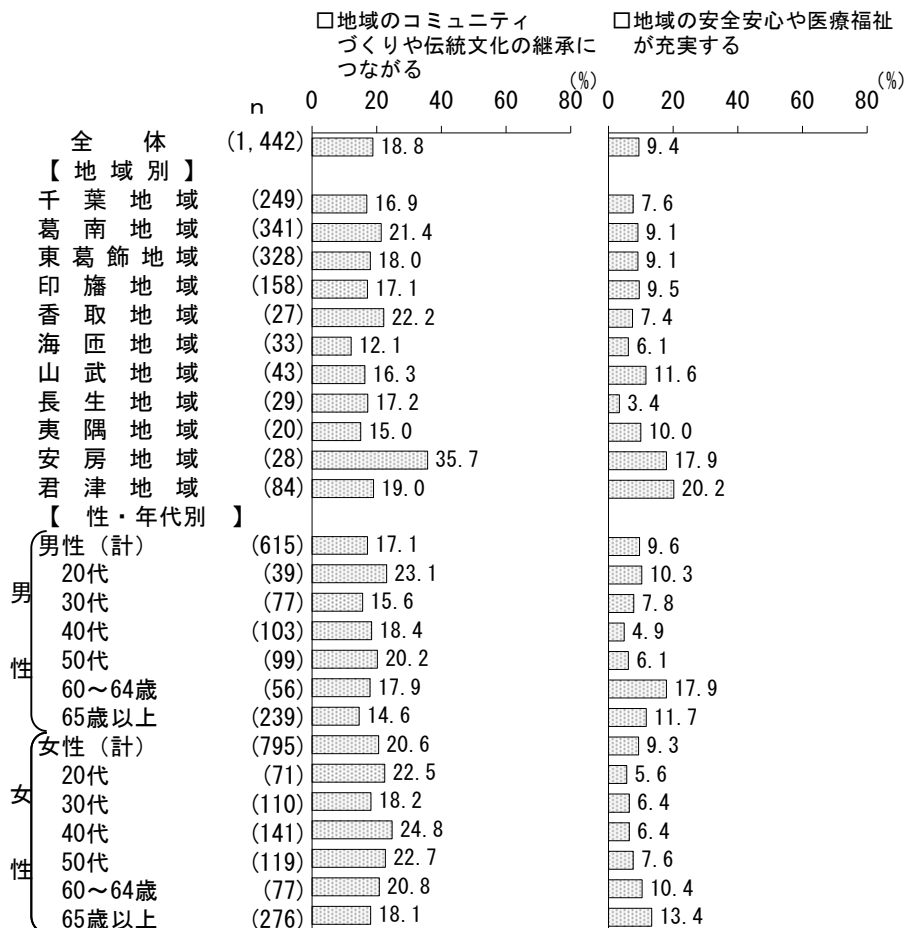 □地域のコミュニティ
づくりや伝統文化の継承に
つながる
□地域の安全安心や医療福祉
が充実する
(%)
(%)
n 0 20 40 60 80 0 20 40 60 80
全体 (1,442) 18.8 9.4
【地域別】
千葉地域 (249) 16.9 7.6
葛南地域 (341) 21.4 9.1
東葛飾地域 (328) 18.0 9.1
印旛地域 (158) 17.1 9.5
香取地域 (27) 22.2 7.4
海匝地域 (33) 12.1 6.1
山武地域 (43) 16.3 11.6
長生地域 (29) 17.2 3.4
夷隅地域 (20) 15.0 10.0
安房地域 (28) 35.7 17.9
君津地域 (84) 19.0 20.2
【性・年代別】
男性
男性（計） (615) 17.1 9.6
20代 (39) 23.1 10.3
30代 (77) 15.6 7.8
40代 (103) 18.4 4.9
50代 (99) 20.2 6.1
60～64歳 (56) 17.9 17.9
65歳以上 (239) 14.6 11.7
女性
女性（計） (795) 20.6 9.3
20代 (71) 22.5 5.6
30代 (110) 18.2 6.4
40代 (141) 24.8 6.4
50代 (119) 22.7 7.6
60～64歳 (77) 20.8 10.4
65歳以上 (276) 18.1 13.4